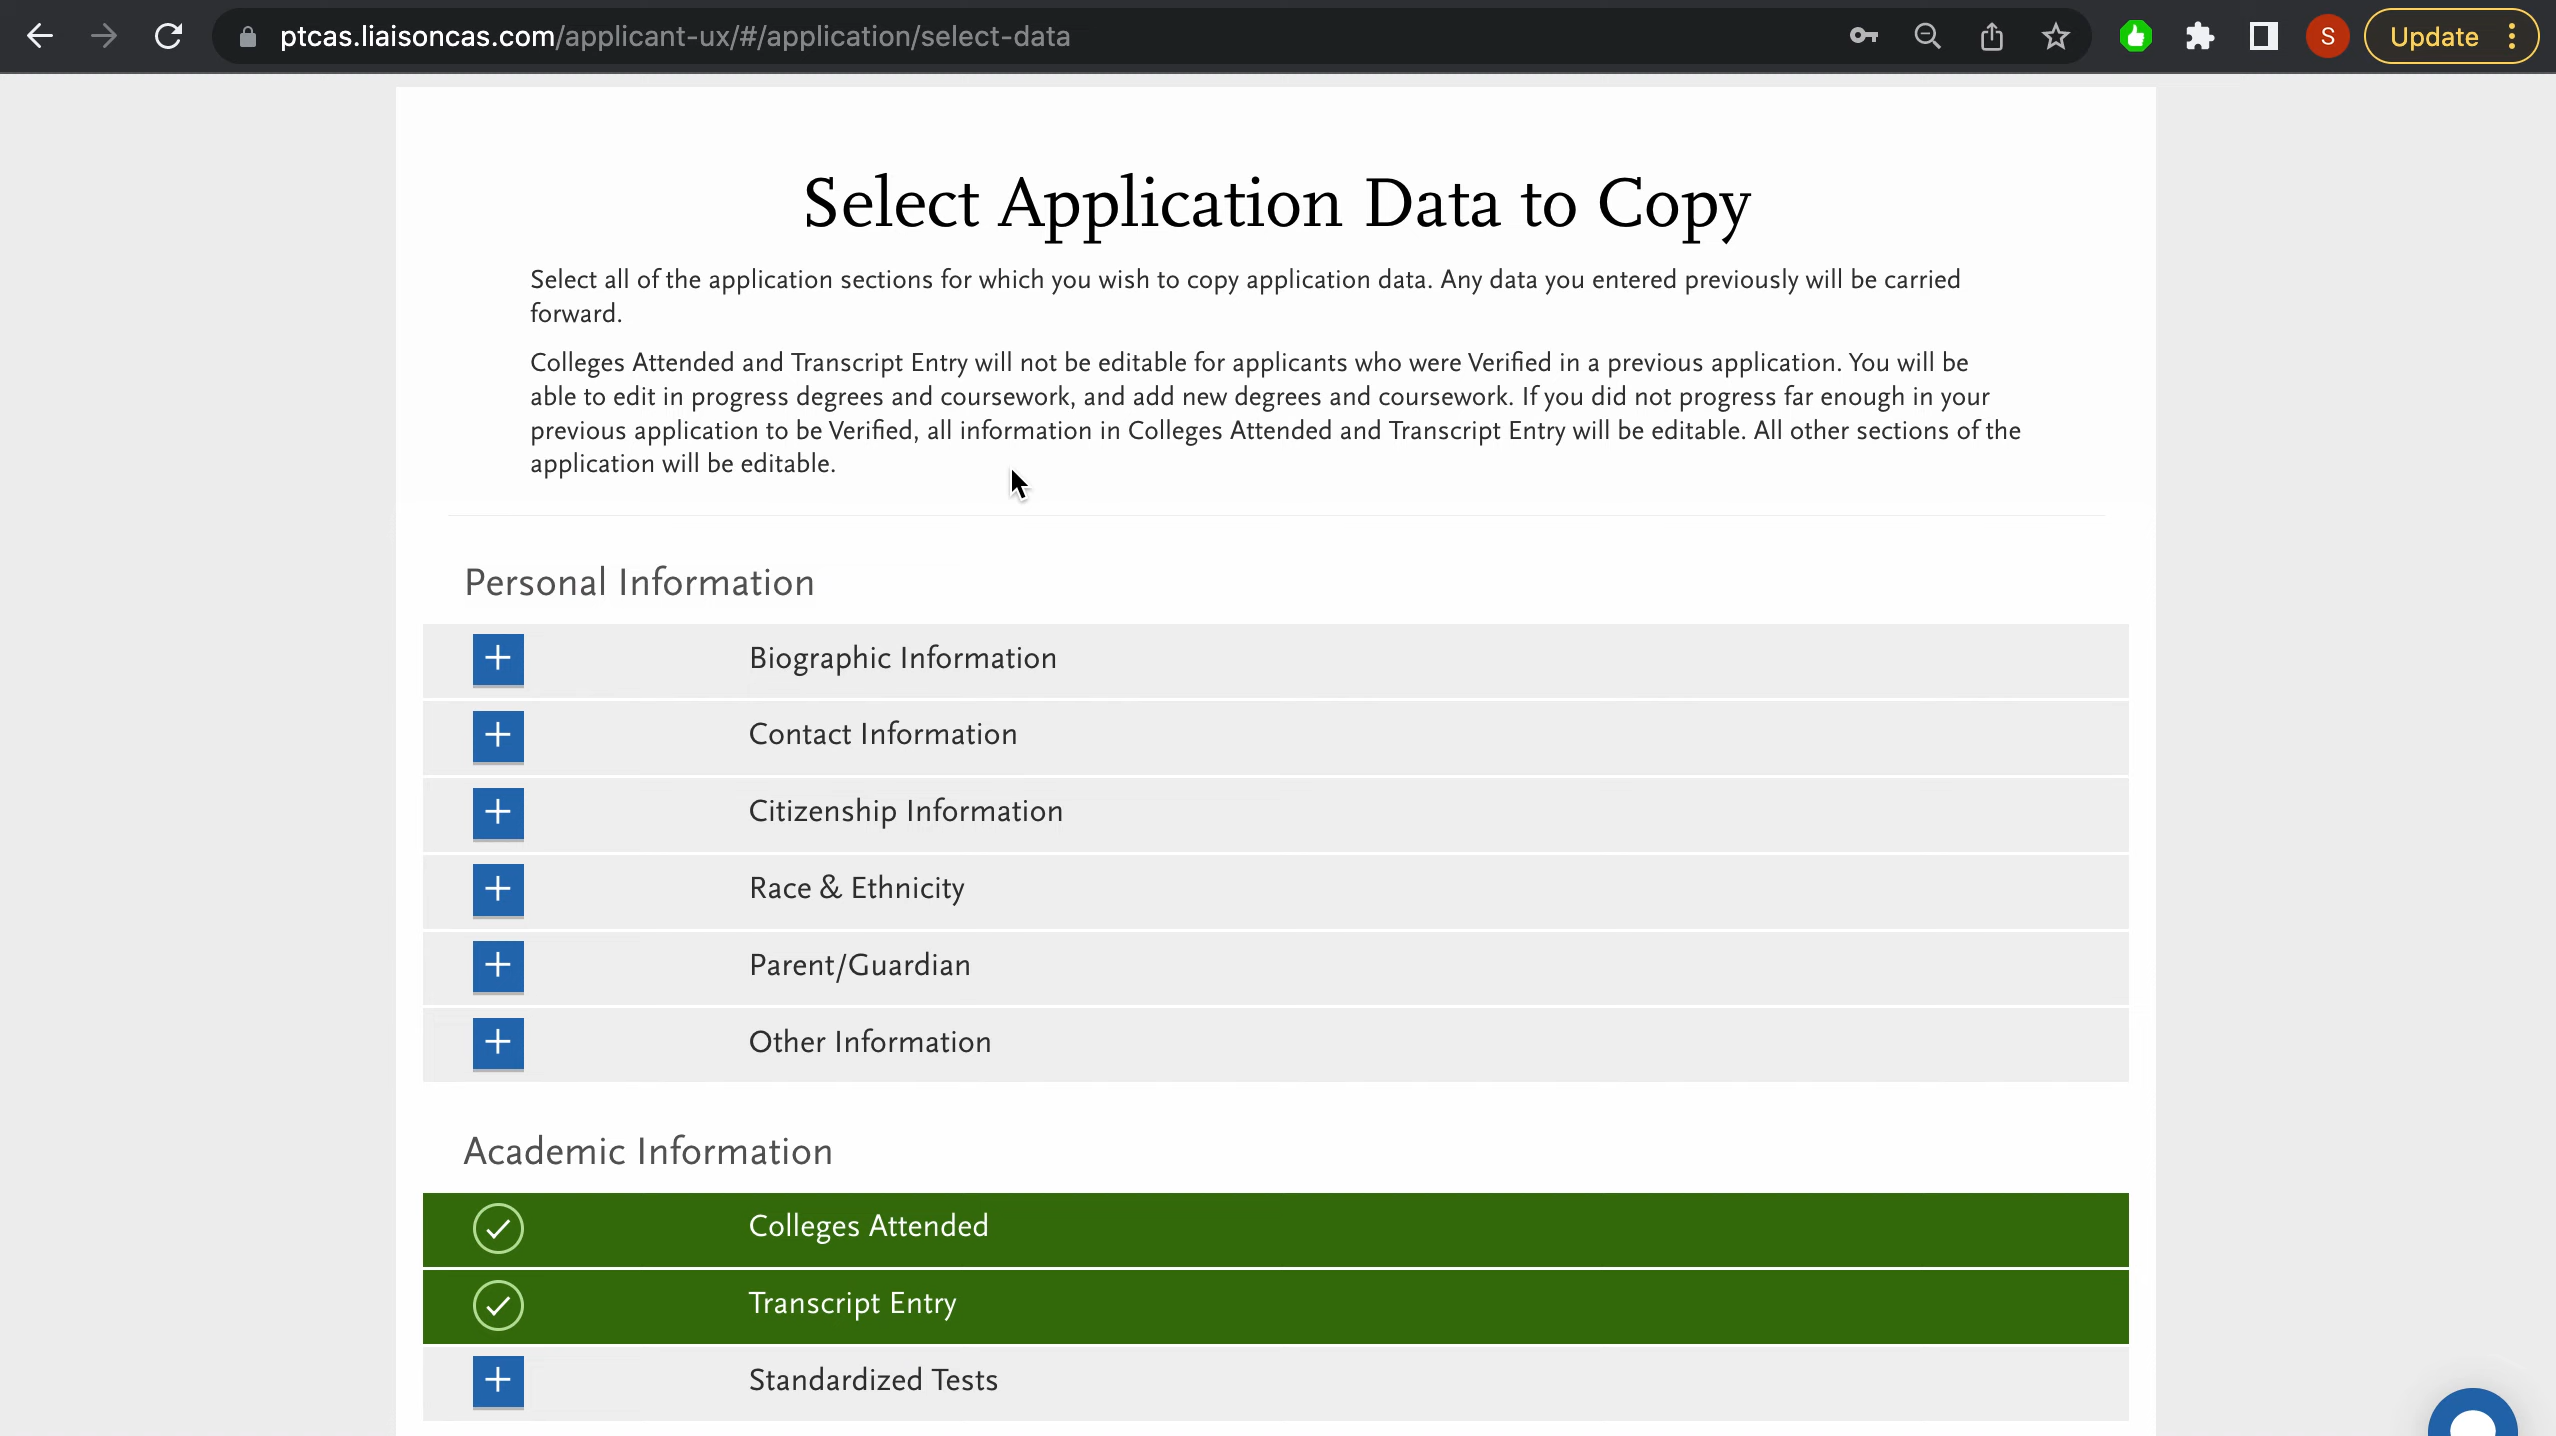 ptcas.liaisoncas.com/applicant-ux/#/application/select-data
S
Update
Select Application Data to Copy
Select all of the application sections for which you wish to copy application data. Any data you entered previously will be carried
forward.
Colleges Attended and Transcript Entry will not be editable for applicants who were Verified in a previous application. You will be
able to edit in progress degrees and coursework, and add new degrees and coursework. If you did not progress far enough in your
previous application to be Verified, all information in Colleges Attended and Transcript Entry will be editable. All other sections of the
application will be editable.
Personal Information
Biographic Information
Contact Information
Citizenship Information
Race & Ethnicity
Parent/Guardian
Other Information
Academic Information
Colleges Attended
Transcript Entry
Standardized Tests